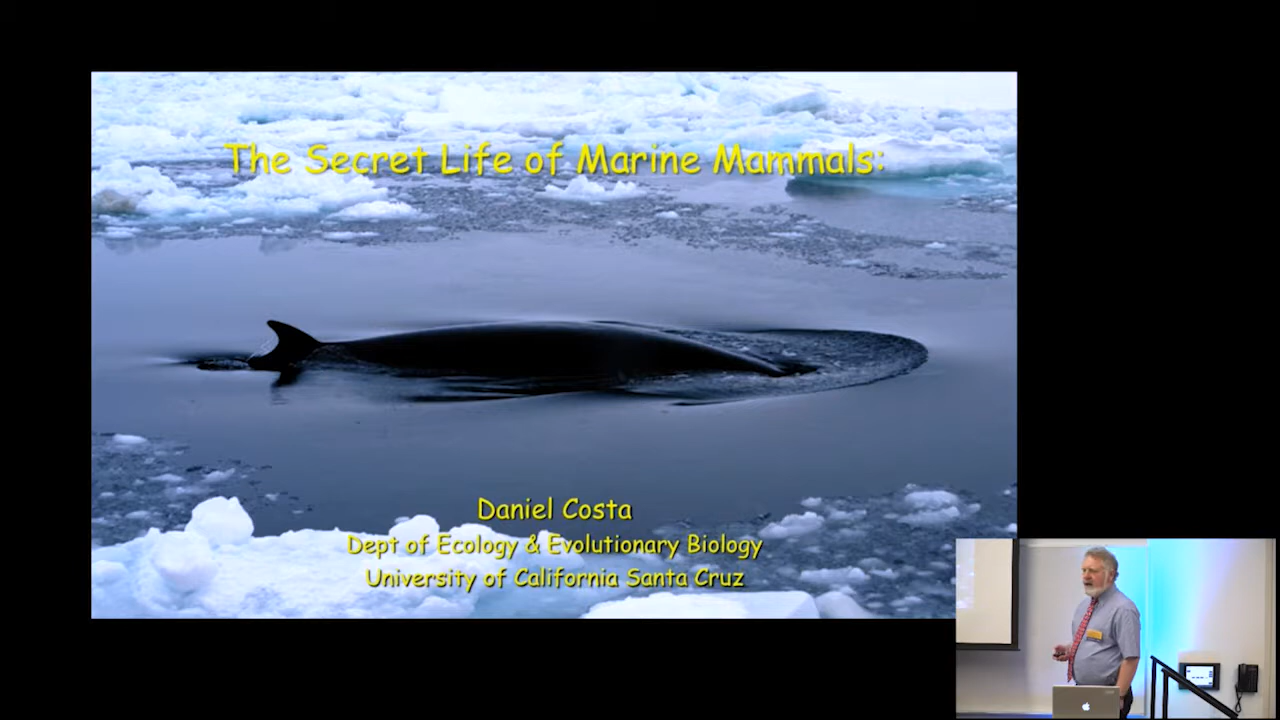 The Secret Life of Marine Mammals:
Daniel Costa
Dept of Ecology & Evolutionary Biology
University of California Santa Cruz